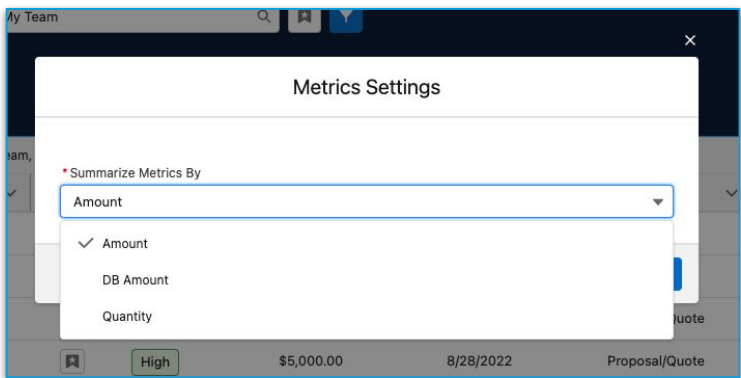 My Team
Metrics Settings
eam,
* Summarize Metrics By
Amount
Amount
DB Amount
Quantity
uote
High $5,000.00 8/28/2022 Proposal/Quote